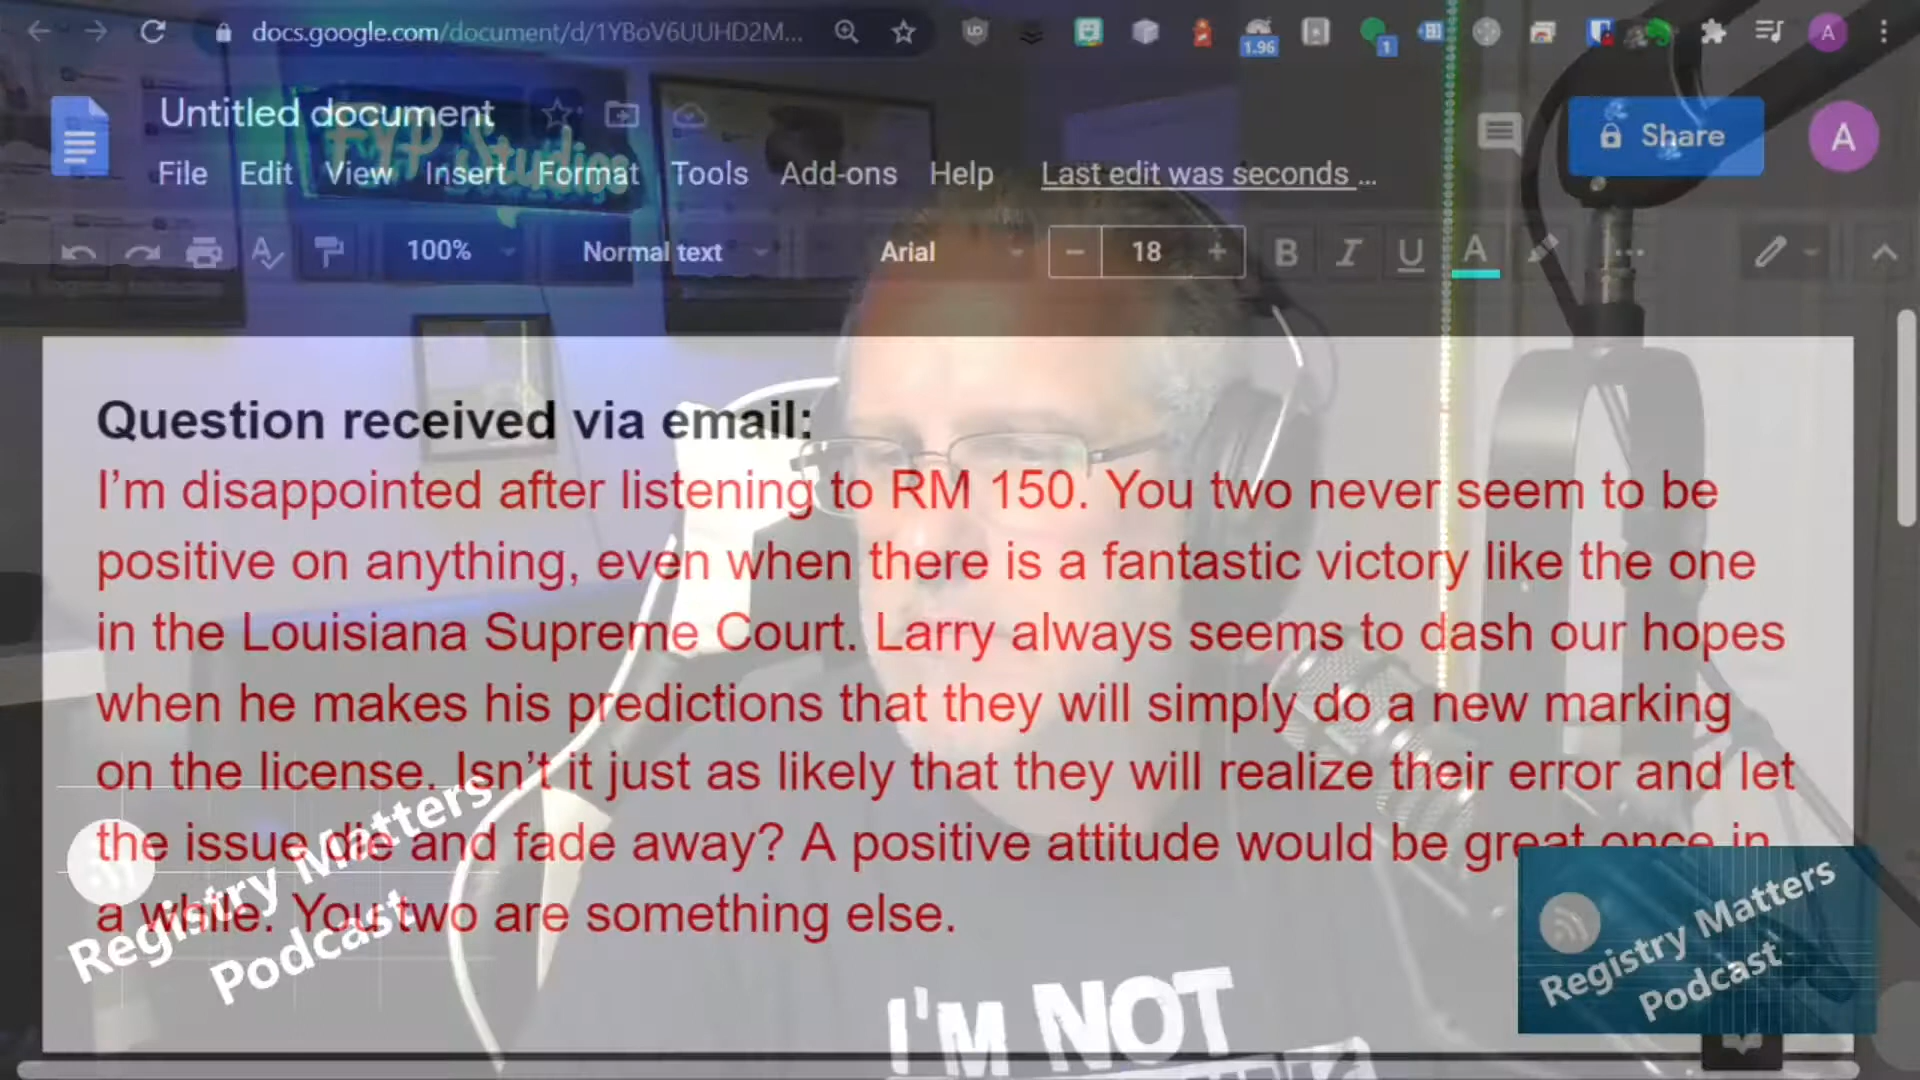 docs.google.com/document/d/1YBoV6UUHD2M...
1.96
1
A
Untitled document
FYP Studios
Share
A
File Edit View Insert Format Tools Add-ons Help Last edit was seconds ...
100% Normal text Arial - 18 + B I U A
Question received via email:
I'm disappointed after listening to RM 150. You two never seem to be
positive on anything, even when there is a fantastic victory like the one
in the Louisiana Supreme Court. Larry always seems to dash our hopes
when he makes his predictions that they will simply do a new marking
on the license. Isn't it just as likely that they will realize their error and let
the issue die and fade away? A positive attitude would be great once in
a while. You two are something else.
Registry Matters
Podcast
Registry Matters
Podcast
I'M NOT